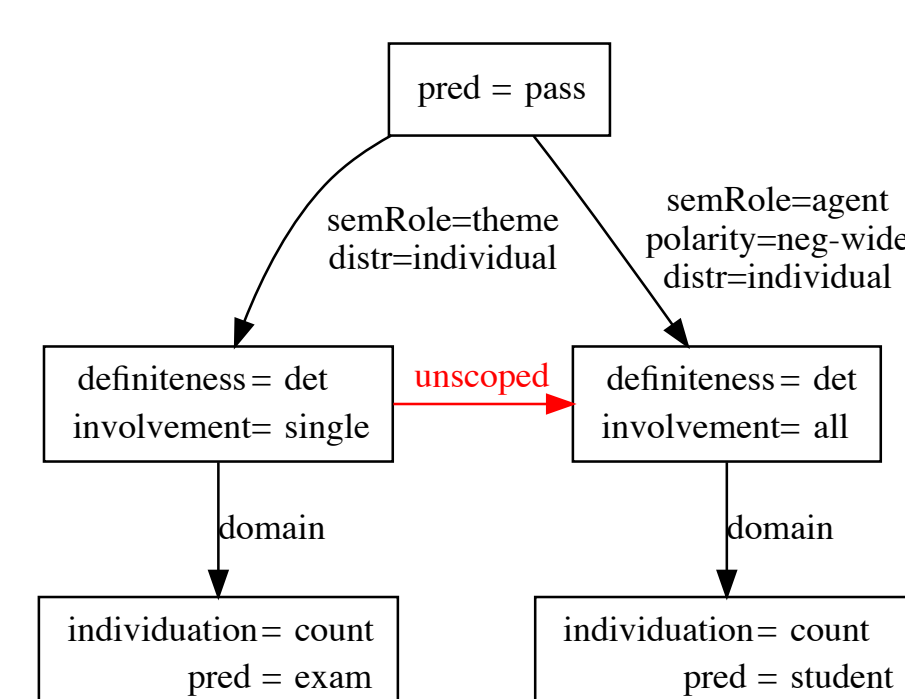 pred = pass
semRole=theme
distr=individual
semRole=agent
polarity=neg-wide
distr=individual
definiteness= det
involvement= single
unscoped
definiteness= det
involvement= all
domain
domain
individuation= count
pred = exam
individuation= count
pred = student